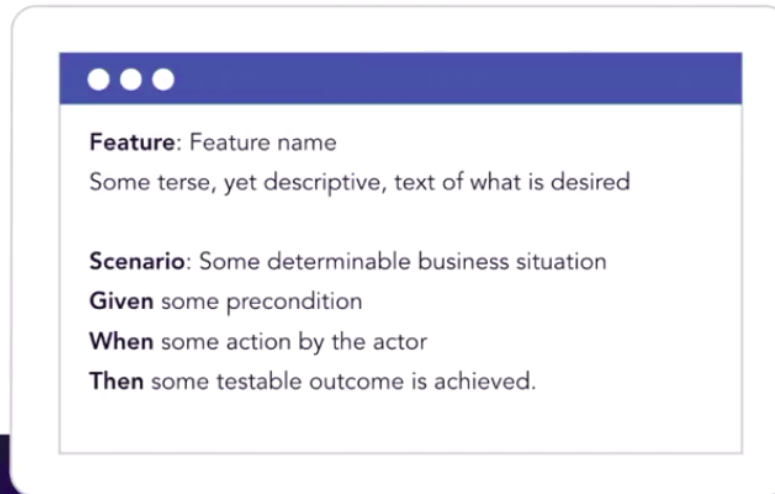 Feature: Feature name
Some terse, yet descriptive, text of what is desired
Scenario: Some determinable business situation
Given some precondition
When some action by the actor
Then some testable outcome is achieved.